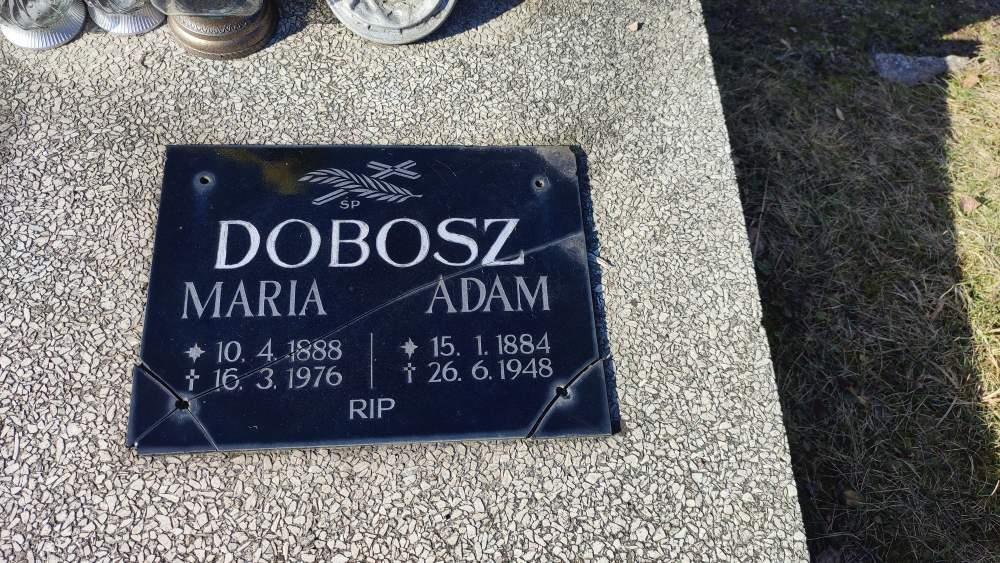 ŚP
DOBOSZ
MARIA ADAM
10. 4. 1888 15. 1. 1884
† 16. 3. 1976 † 26. 6. 1948
RIP